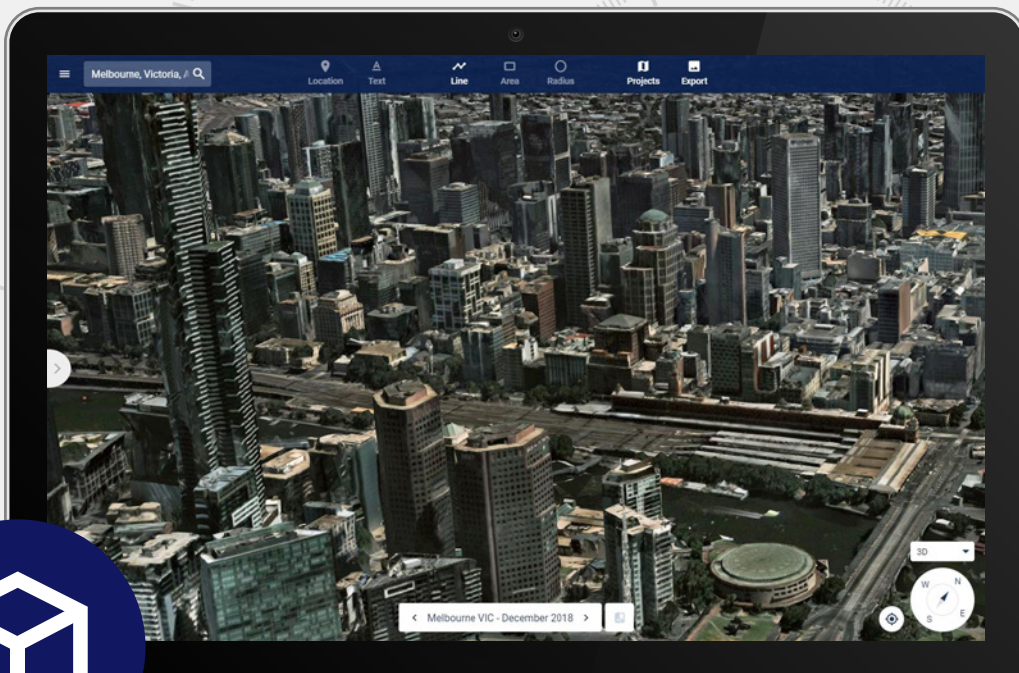 Melbourne, Victoria, A
Location
Text
Line
Area
Radius
Projects
Export
3D
W
N
S
E
Melbourne VIC - December 2018